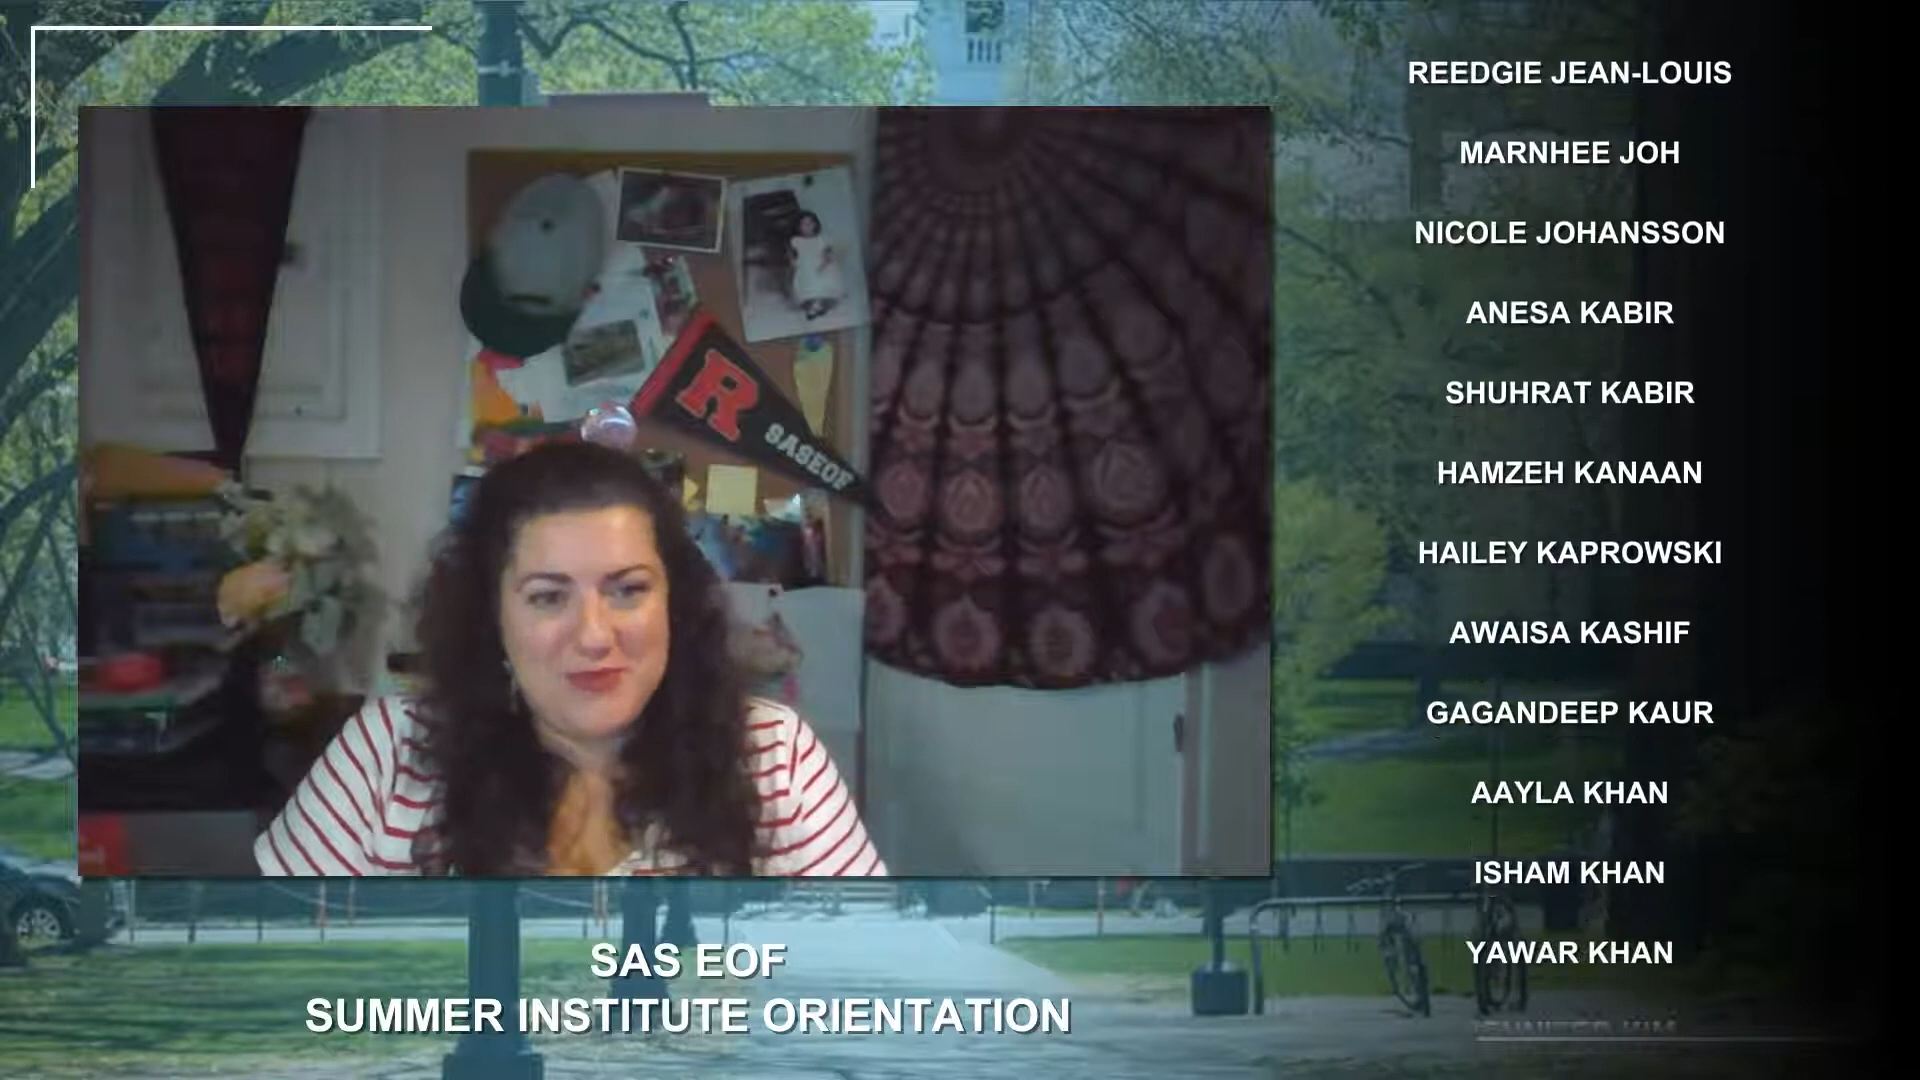 REEDGIE JEAN-LOUIS
MARNHEE JOH
NICOLE JOHANSSON
ANESA KABIR
SHUHRAT KABIR
HAMZEH KANAAN
HAILEY KAPROWSKI
AWAISA KASHIF
GAGANDEEP KAUR
AAYLA KHAN
ISHAM KHAN
YAWAR KHAN
R
SASEOF
SAS EOF
SUMMER INSTITUTE ORIENTATION